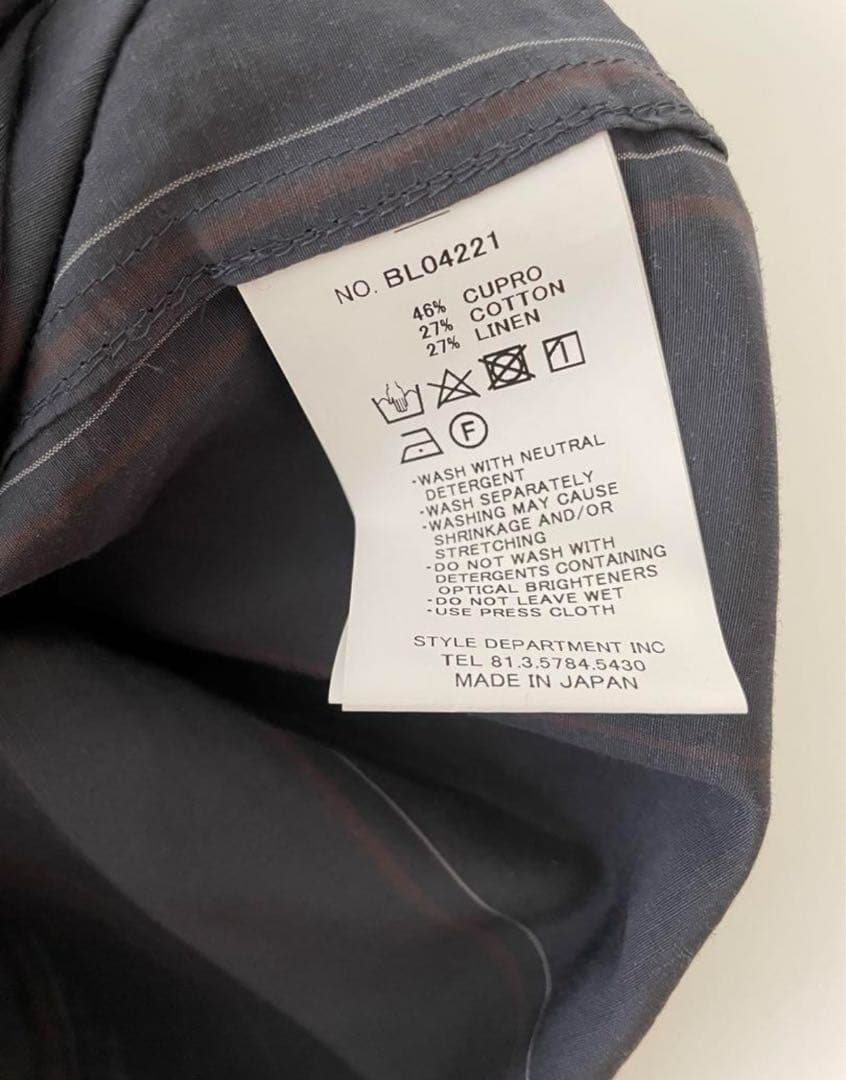 NO. BL04221
46% CUPRO
27% COTTON
27% LINEN
F
-WASH WITH NEUTRAL
DETERGENT
-WASH SEPARATELY
-WASHING MAY CAUSE
SHRINKAGE AND/OR
STRETCHING
-DO NOT WASH WITH
DETERGENTS CONTAINING
OPTICAL BRIGHTENERS
-DO NOT LEAVE WET
-USE PRESS CLOTH
STYLE DEPARTMENT INC
TEL 81.3.5784.5430
MADE IN JAPAN